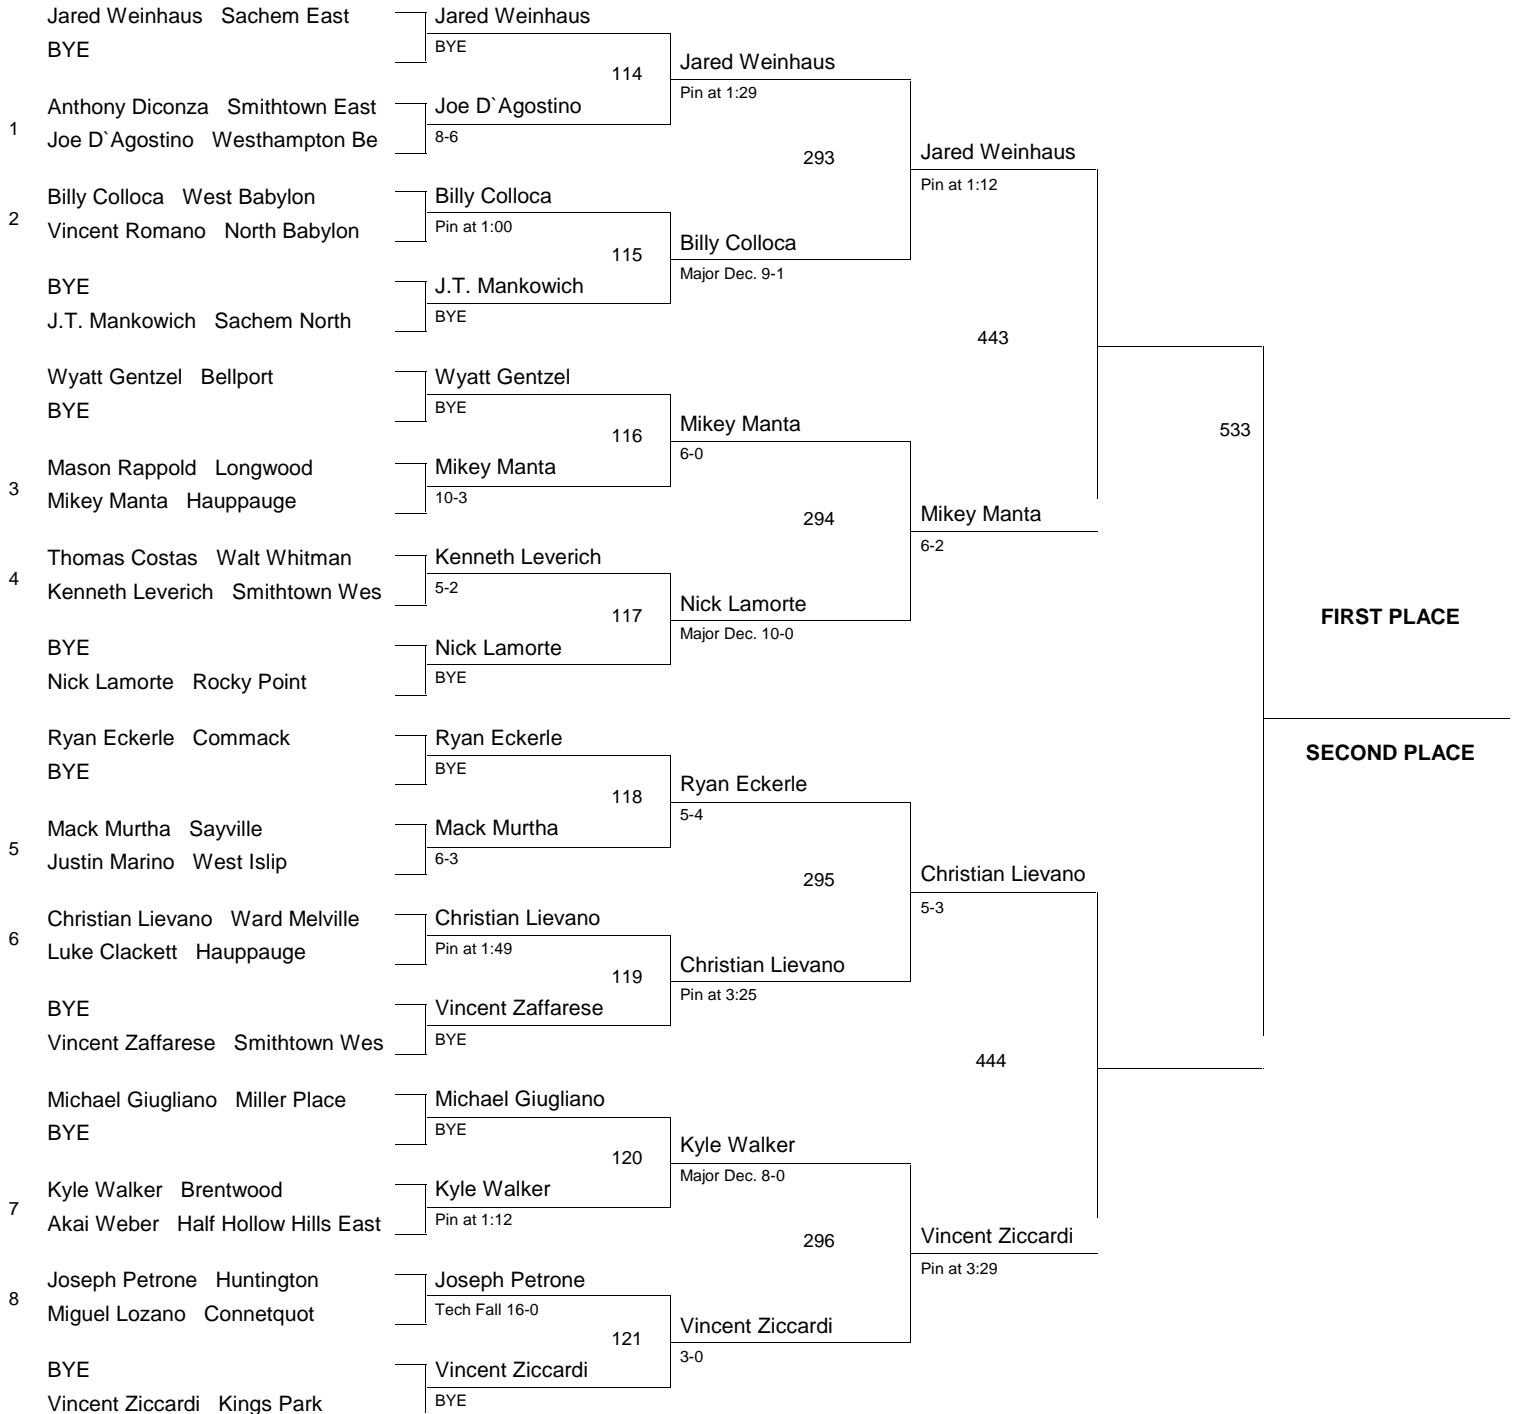 Jared Weinhaus Sachem East
BYE
Jared Weinhaus
BYE
114
Jared Weinhaus
Pin at 1:29
1
Anthony Diconza Smithtown East
Joe D`Agostino Westhampton Be
Joe D`Agostino
8-6
293
Jared Weinhaus
Pin at 1:12
2
Billy Colloca West Babylon
Vincent Romano North Babylon
Billy Colloca
Pin at 1:00
115
Billy Colloca
Major Dec. 9-1
BYE
J.T. Mankowich Sachem North
J.T. Mankowich
BYE
443
Wyatt Gentzel Bellport
BYE
Wyatt Gentzel
BYE
116
Mikey Manta
6-0
533
3
Mason Rappold Longwood
Mikey Manta Hauppauge
Mikey Manta
10-3
294
Mikey Manta
6-2
4
Thomas Costas Walt Whitman
Kenneth Leverich Smithtown Wes
Kenneth Leverich
5-2
117
Nick Lamorte
Major Dec. 10-0
FIRST PLACE
BYE
Nick Lamorte Rocky Point
Nick Lamorte
BYE
Ryan Eckerle Commack
BYE
Ryan Eckerle
BYE
SECOND PLACE
118
Ryan Eckerle
5-4
5
Mack Murtha Sayville
Justin Marino West Islip
Mack Murtha
6-3
295
Christian Lievano
5-3
6
Christian Lievano Ward Melville
Luke Clackett Hauppauge
Christian Lievano
Pin at 1:49
119
Christian Lievano
Pin at 3:25
BYE
Vincent Zaffarese Smithtown Wes
Vincent Zaffarese
BYE
444
Michael Giugliano Miller Place
BYE
Michael Giugliano
BYE
120
Kyle Walker
Major Dec. 8-0
7
Kyle Walker Brentwood
Akai Weber Half Hollow Hills East
Kyle Walker
Pin at 1:12
296
Vincent Ziccardi
Pin at 3:29
8
Joseph Petrone Huntington
Miguel Lozano Connetquot
Joseph Petrone
Tech Fall 16-0
121
Vincent Ziccardi
3-0
BYE
Vincent Ziccardi Kings Park
Vincent Ziccardi
BYE